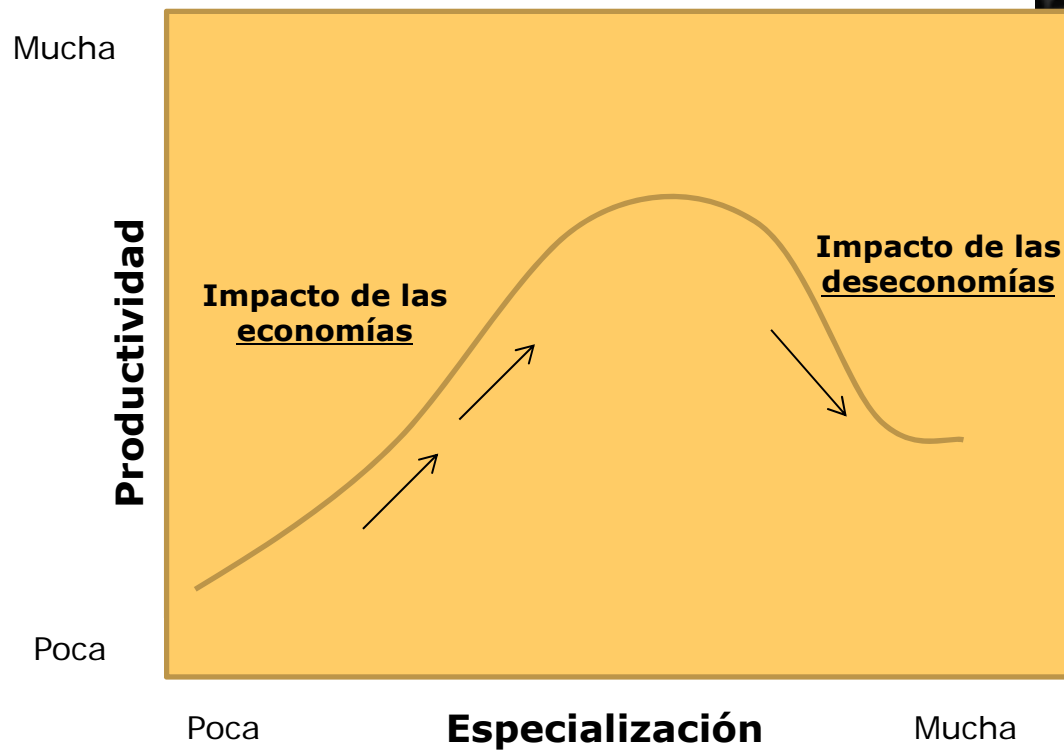 Mucha
Productividad
Impacto de las
economías
Impacto de las
deseconomías
Poca
Poca
Especialización
Mucha